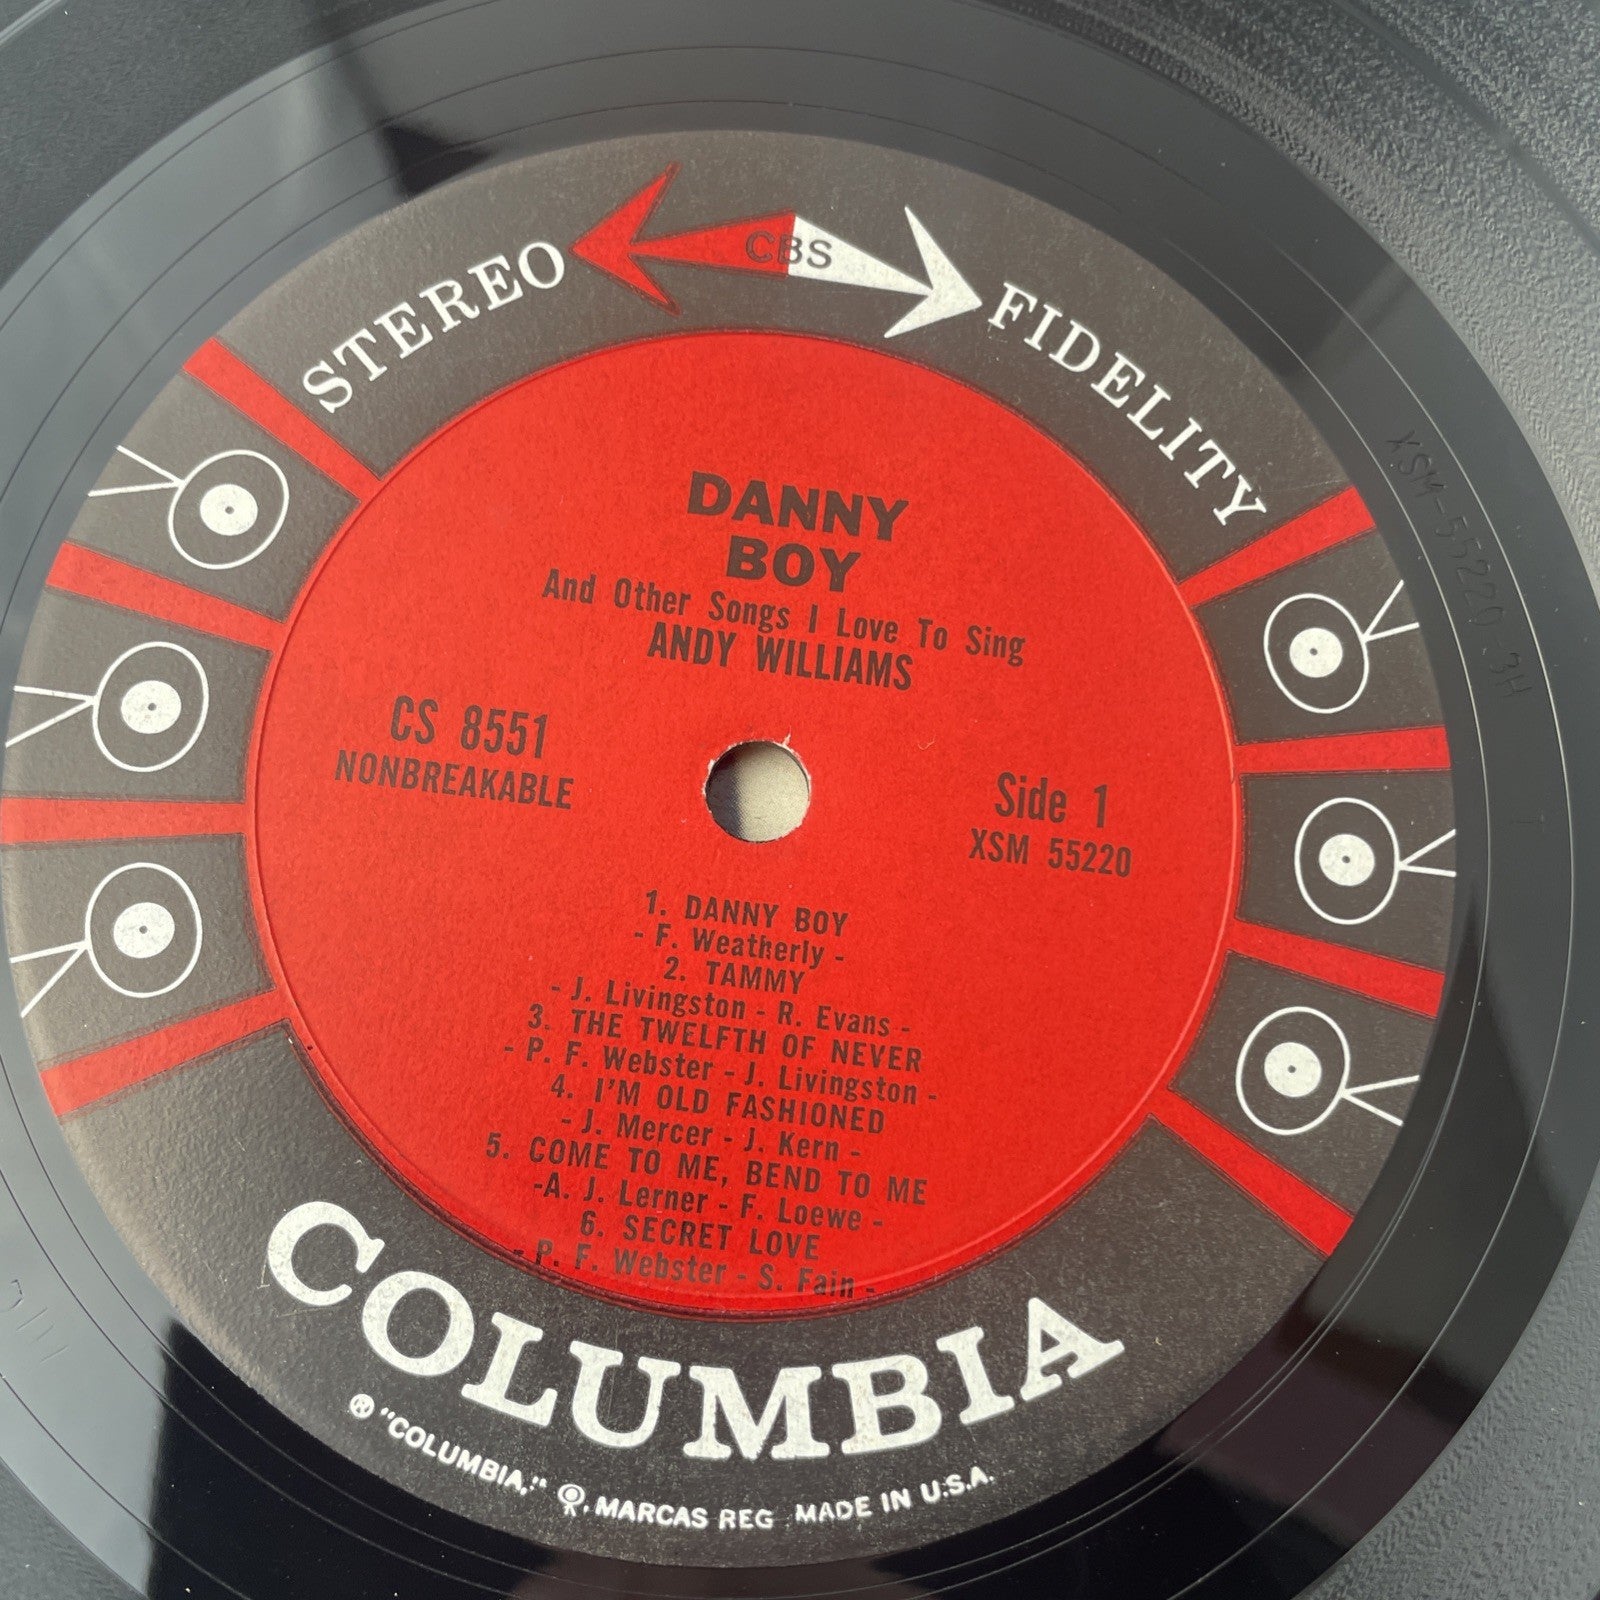 STEREO CBS FIDELITY
DANNY
BOY
And Other Songs I Love To Sing
ANDY WILLIAMS
CS 8551
NONBREAKABLE
Side 1
XSM 55220
1. DANNY BOY
- F. Weatherly -
2. TAMMY
- J. Livingston - R. Evans -
3. THE TWELFTH OF NEVER
- P. F. Webster - J. Livingston -
4. I'M OLD FASHIONED
- J. Mercer - J. Kern -
5. COME TO ME, BEND TO ME
-A. J. Lerner - F. Loewe -
6. SECRET LOVE
- P. F. Webster - S. Fain -
COLUMBIA
® "COLUMBIA," ®. MARCAS REG. MADE IN U.S.A.
XSM-55220-3H